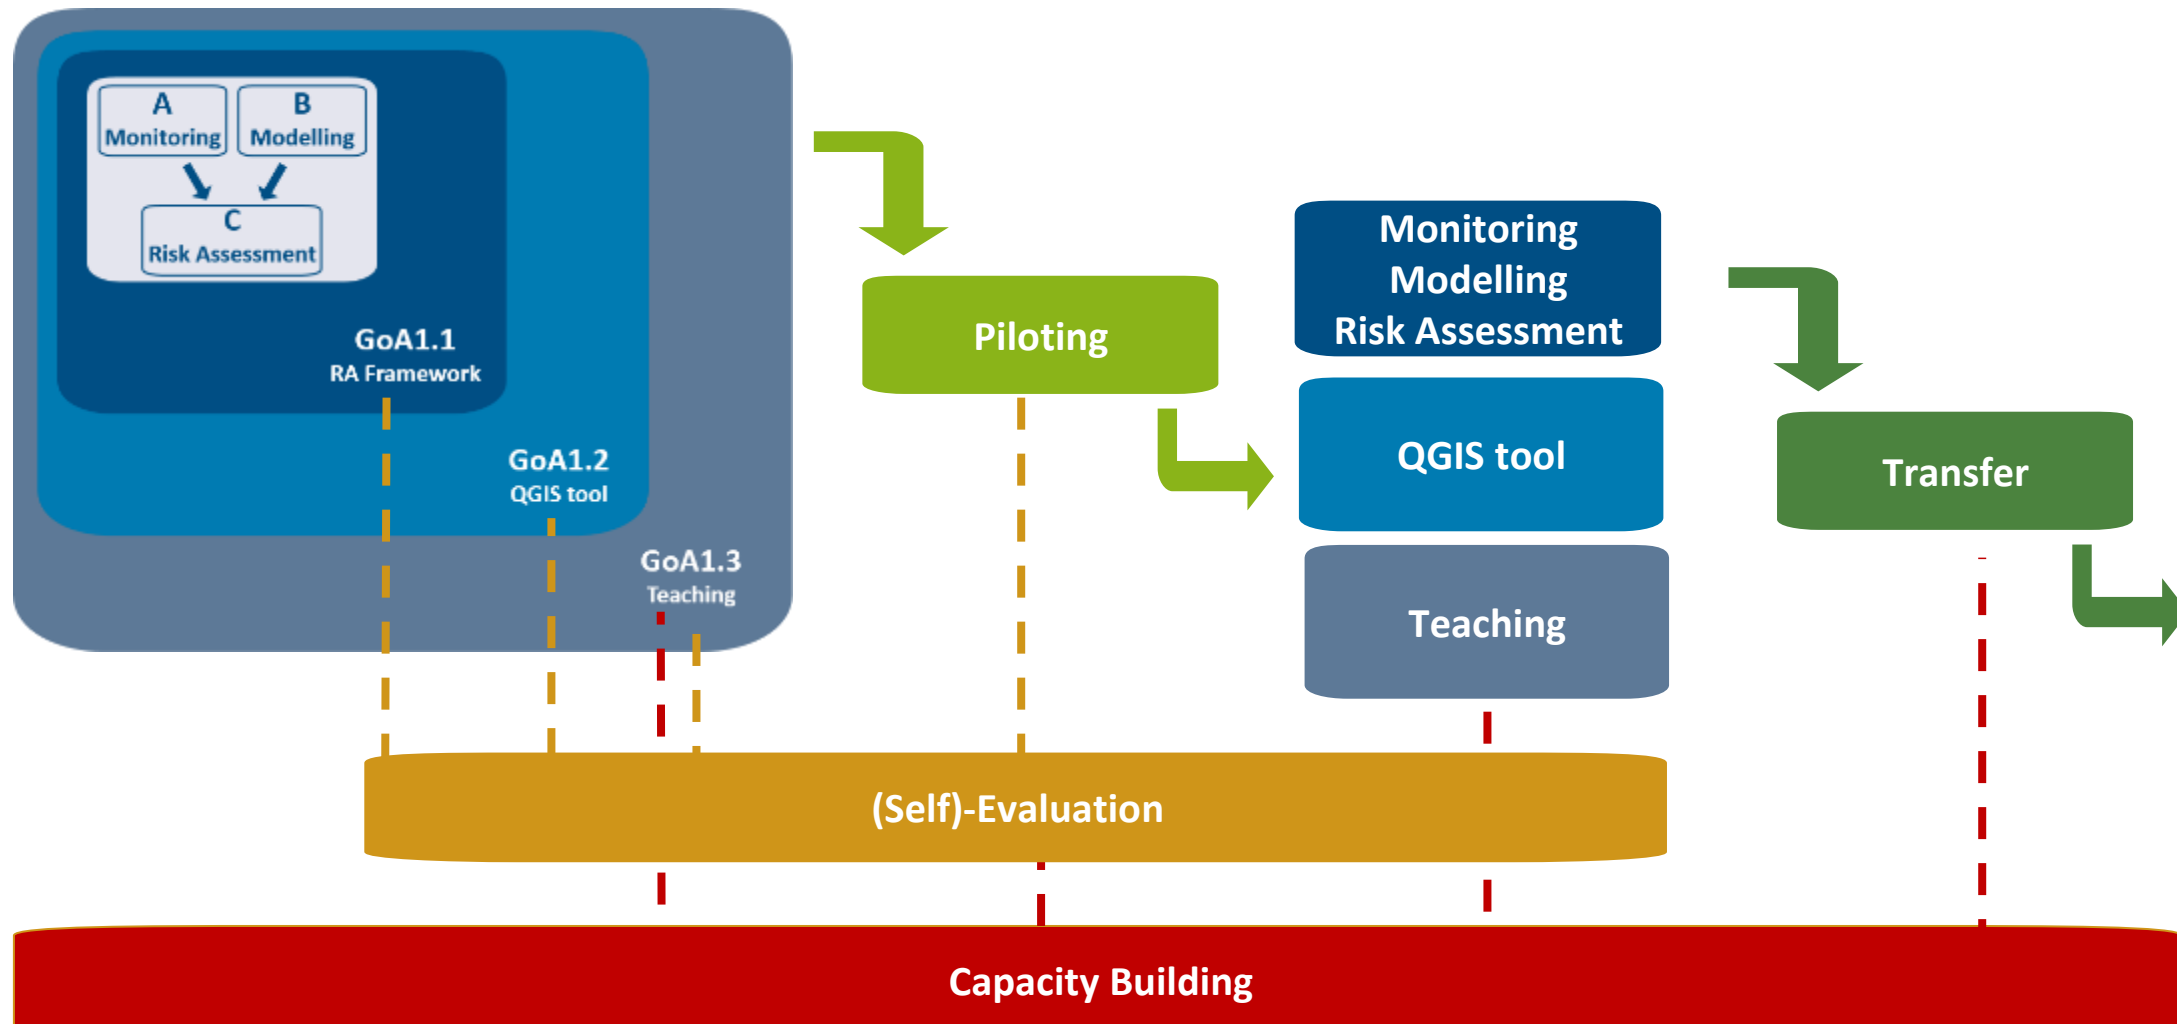 A
Monitoring
B
Modelling
C
Risk Assessment
GoA1.1
RA Framework
GoA1.2
QGIS tool
GoA1.3
Teaching
Piloting
Monitoring
Modelling
Risk Assessment
QGIS tool
Teaching
Transfer
(Self)-Evaluation
Capacity Building